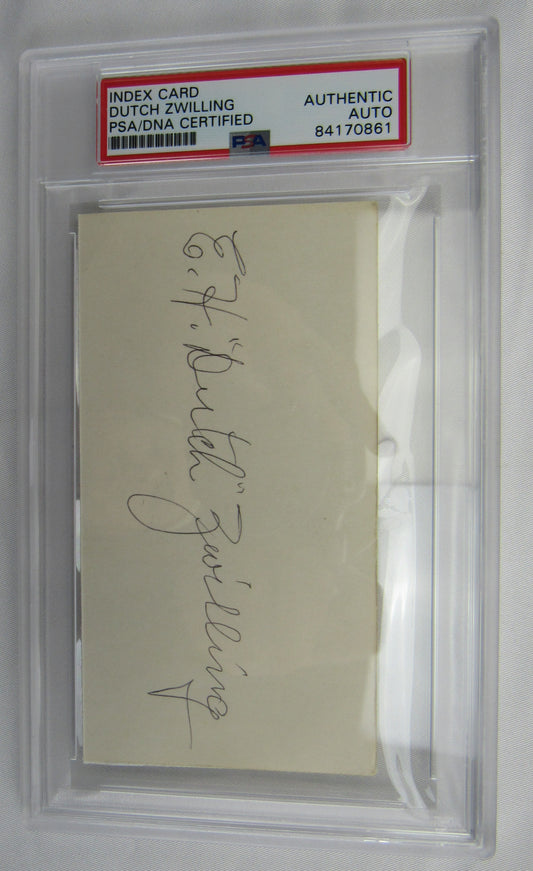 INDEX CARD
DUTCH ZWILLING
PSA/DNA CERTIFIED
AUTHENTIC
AUTO
84170861
PSA
E. H. "Dutch" Zwilling